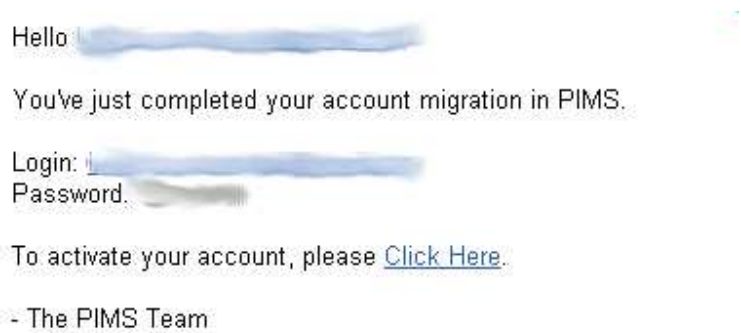 Hello
You've just completed your account migration in PIMS.
Login:
Password.
To activate your account, please Click Here.
- The PIMS Team